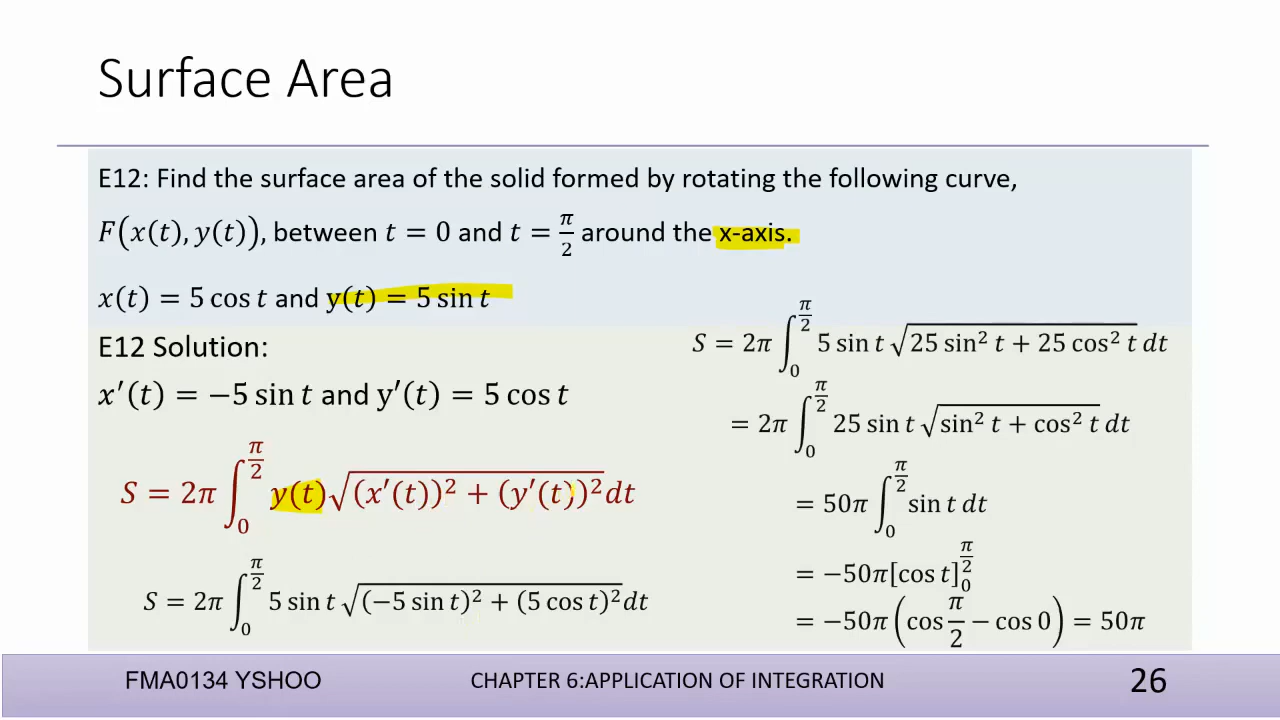 Surface Area
E12: Find the surface area of the solid formed by rotating the following curve,
F(x(t), y(t)), between t = 0 and t = π/2 around the x-axis.
x(t) = 5 cos t and y(t) = 5 sin t
E12 Solution:
x′(t) = −5 sin t and y′(t) = 5 cos t
S = 2π ∫₀^(π/2) y(t) √((x′(t))² + (y′(t))²) dt
S = 2π ∫₀^(π/2) 5 sin t √((−5 sin t)² + (5 cos t)²) dt
S = 2π ∫₀^(π/2) 5 sin t √(25 sin² t + 25 cos² t) dt
= 2π ∫₀^(π/2) 25 sin t √(sin² t + cos² t) dt
= 50π ∫₀^(π/2) sin t dt
= −50π[cos t]₀^(π/2)
= −50π(cos π/2 − cos 0) = 50π
FMA0134 YSHOO
CHAPTER 6:APPLICATION OF INTEGRATION
26